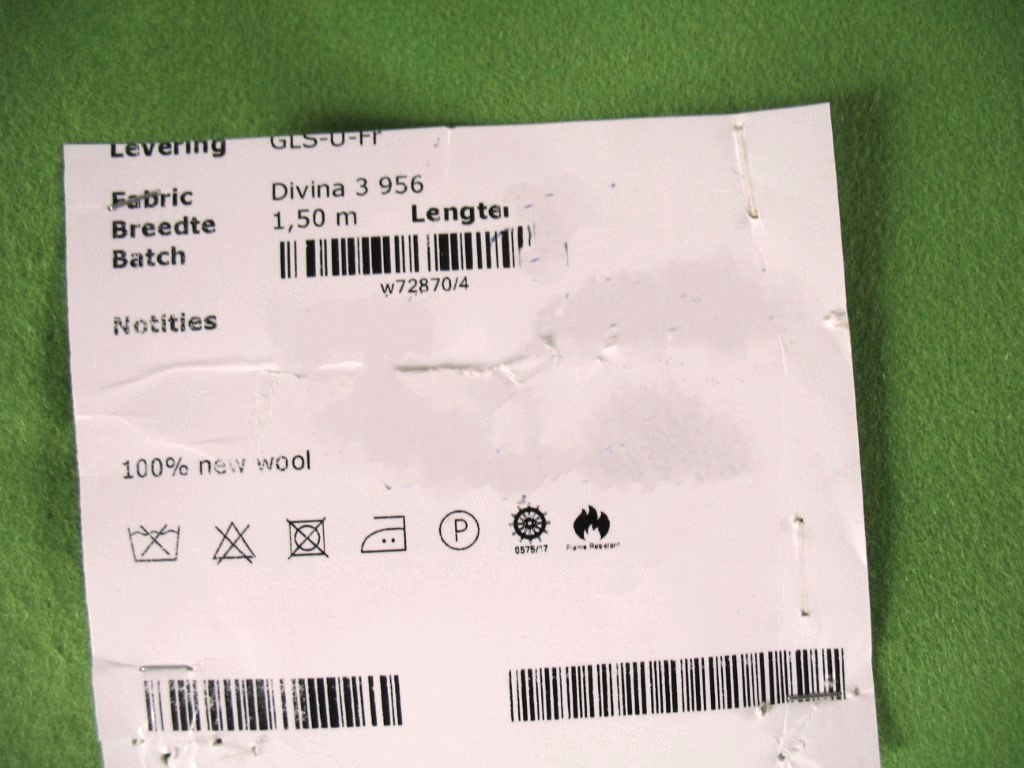 Levering GLS-U-Fr
Fabric Divina 3 956
Breedte 1,50 m Lengte
Batch
w72870/4
Notities
100% new wool
P
0575/17 Flame Resistant